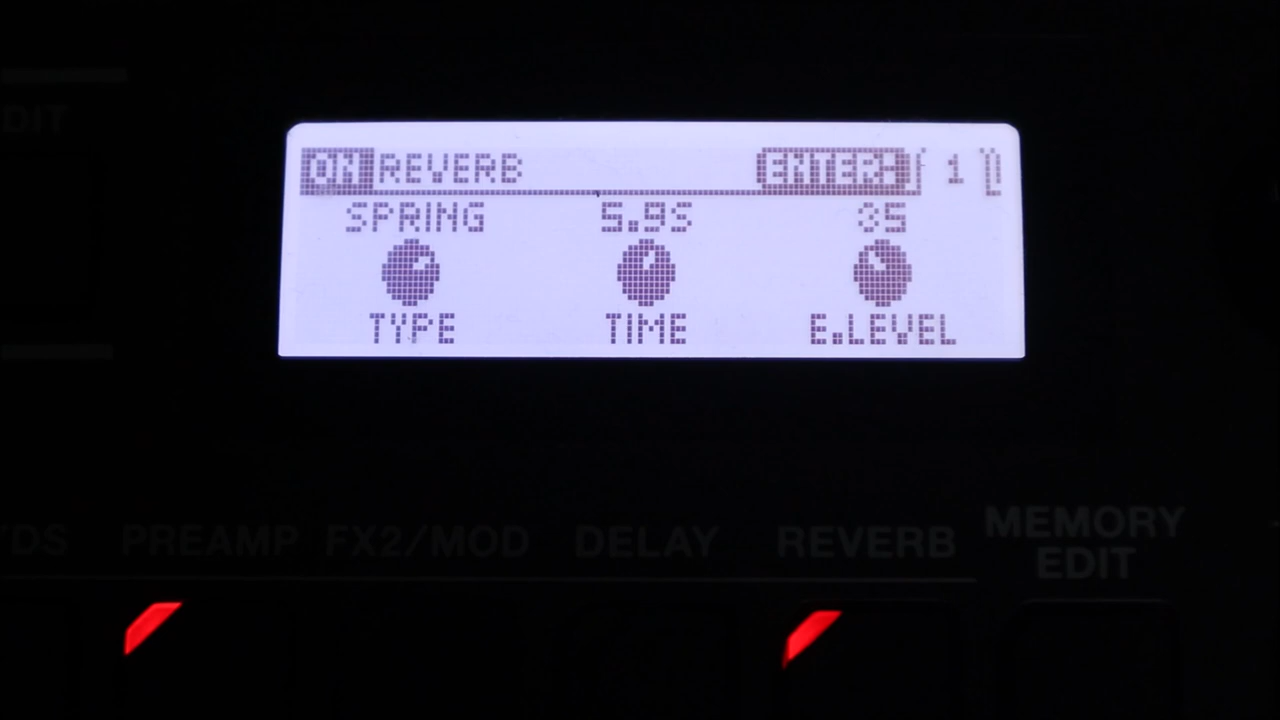 ON REVERB ENTER 1
SPRING 5.9S 35
TYPE TIME E.LEVEL
PREAMP FX2/MOD DELAY REVERB MEMORY
EDIT